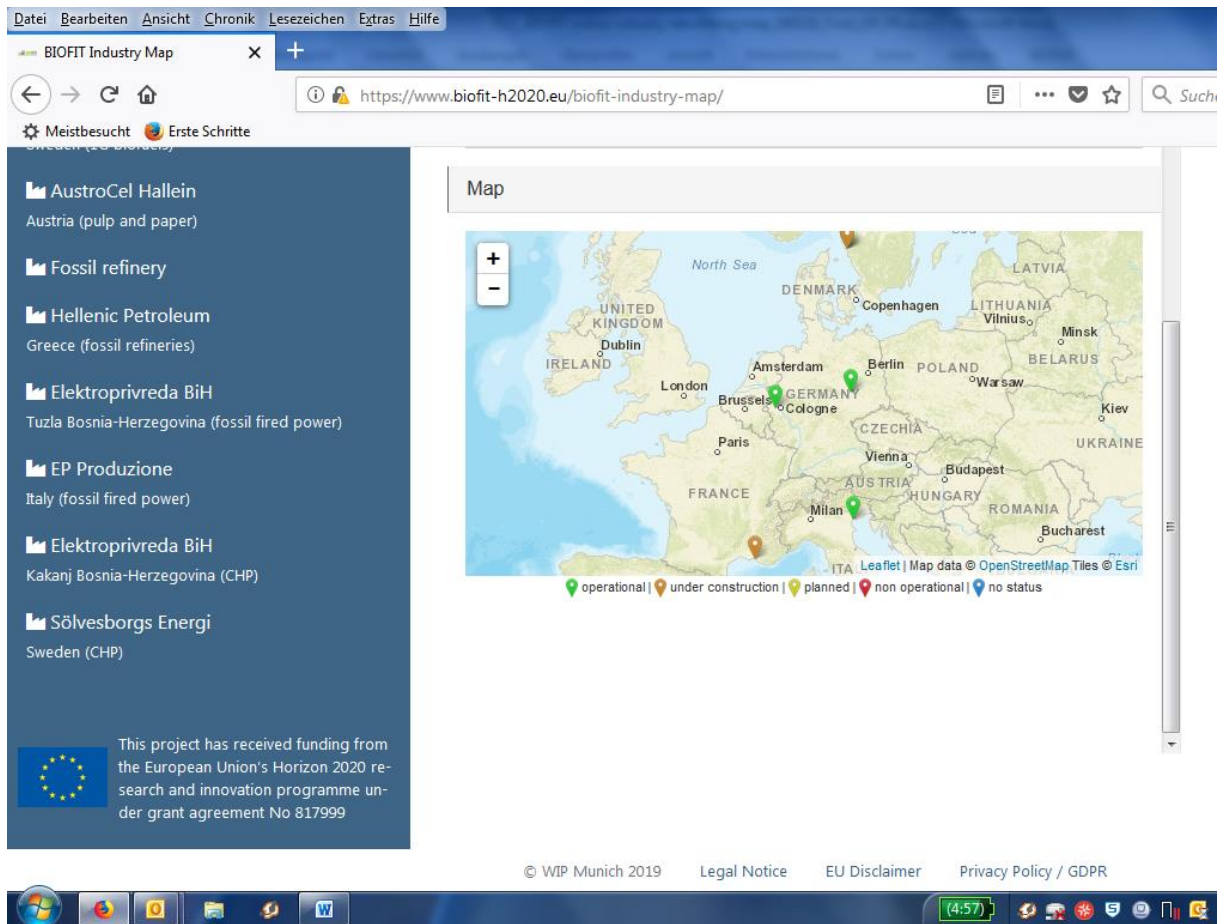 Datei Bearbeiten Ansicht Chronik Lesezeichen Extras Hilfe
BIOFIT Industry Map
https://www.biofit-h2020.eu/biofit-industry-map/
Suche
Meistbesucht Erste Schritte
AustroCel Hallein
Austria (pulp and paper)
Fossil refinery
Hellenic Petroleum
Greece (fossil refineries)
Elektroprivreda BiH
Tuzla Bosnia-Herzegovina (fossil fired power)
EP Produzione
Italy (fossil fired power)
Elektroprivreda BiH
Kakanj Bosnia-Herzegovina (CHP)
Sölvesborgs Energi
Sweden (CHP)
This project has received funding from
the European Union's Horizon 2020 re-
search and innovation programme un-
der grant agreement No 817999
Map
+
−
North Sea
LATVIA
DENMARK
Copenhagen
LITHUANIA
Vilnius
UNITED
KINGDOM
Minsk
Dublin
IRELAND
Amsterdam
Berlin
POLAND
BELARUS
London
Warsaw
Brussels
GERMANY
Cologne
Kiev
CZECHIA
Paris
UKRAINE
Vienna
Budapest
FRANCE
AUSTRIA
HUNGARY
Milan
ROMANIA
Bucharest
ITA
Leaflet | Map data © OpenStreetMap Tiles © Esri
operational | under construction | planned | non operational | no status
© WIP Munich 2019 Legal Notice EU Disclaimer Privacy Policy / GDPR
(4:57)